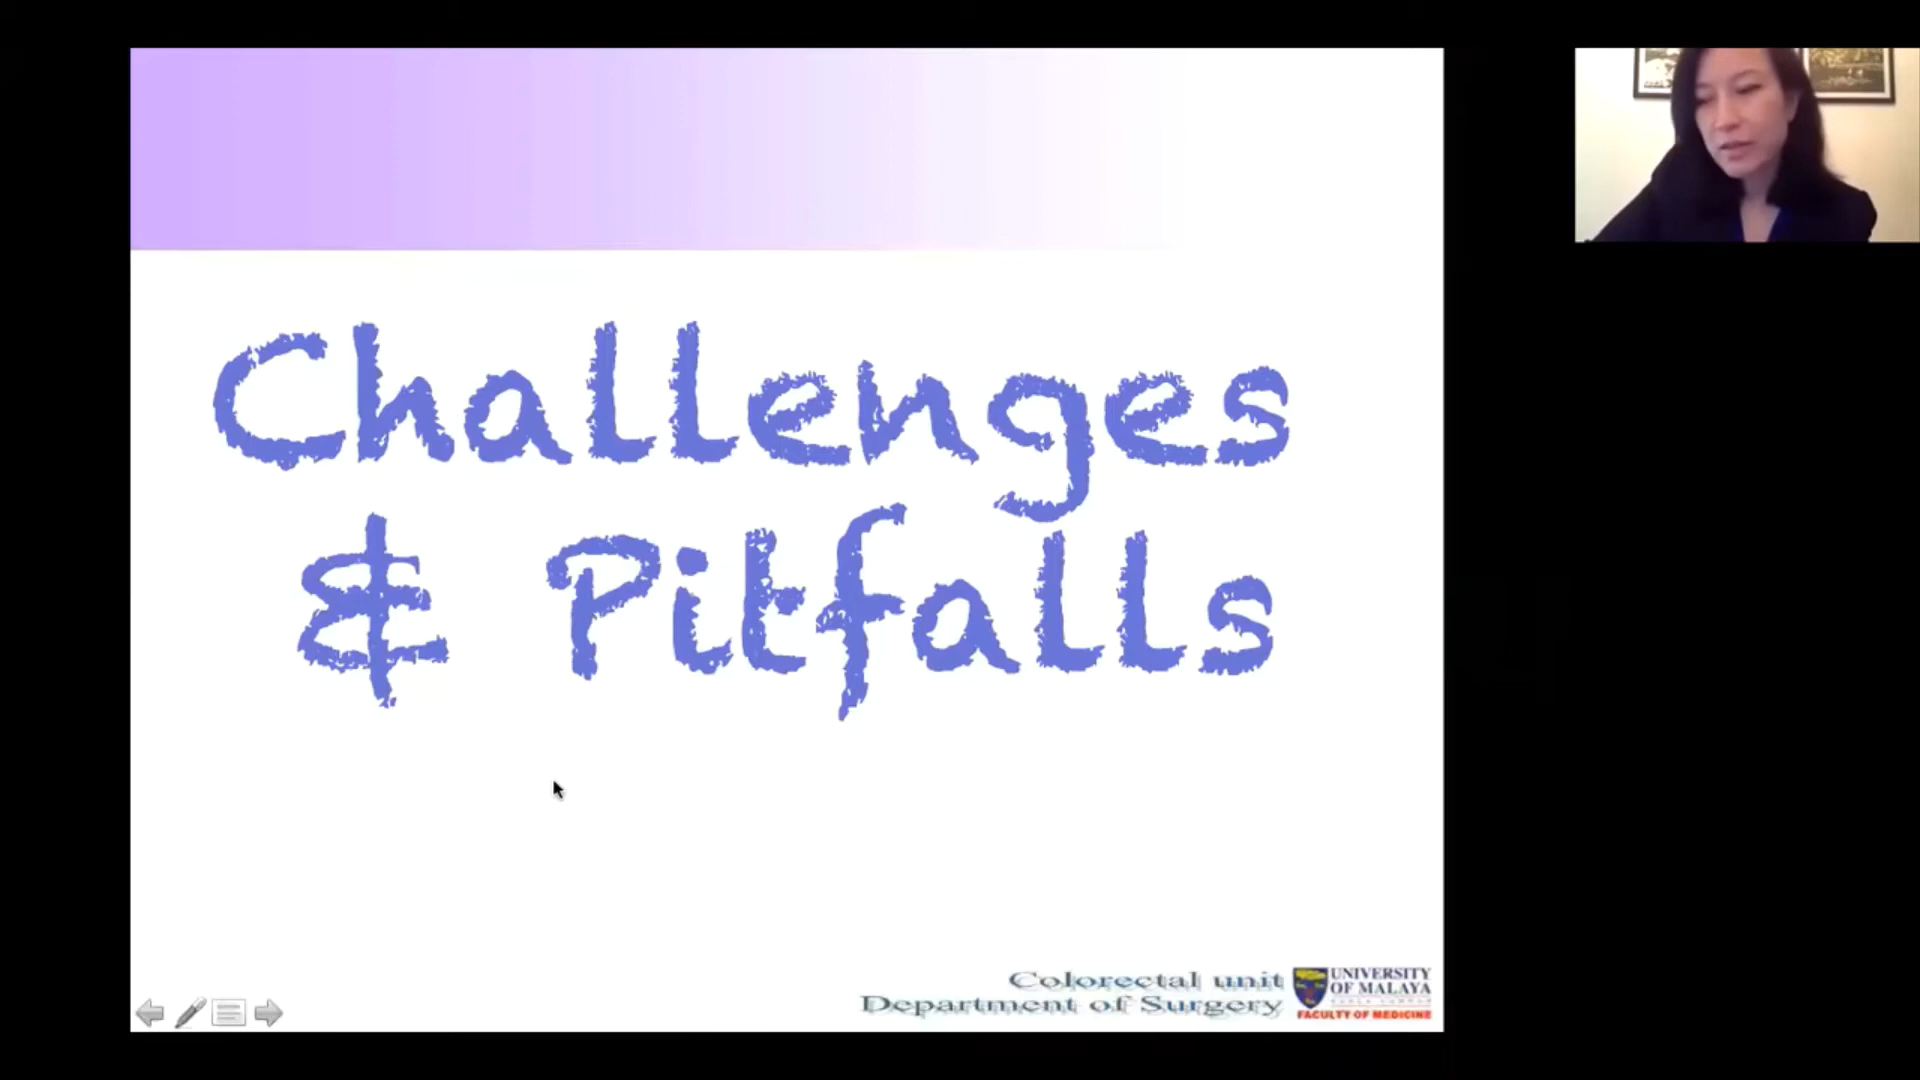 Challenges
& Pitfalls
Colorectal unit
Department of Surgery
UNIVERSITY
OF MALAYA
FACULTY OF MEDICINE